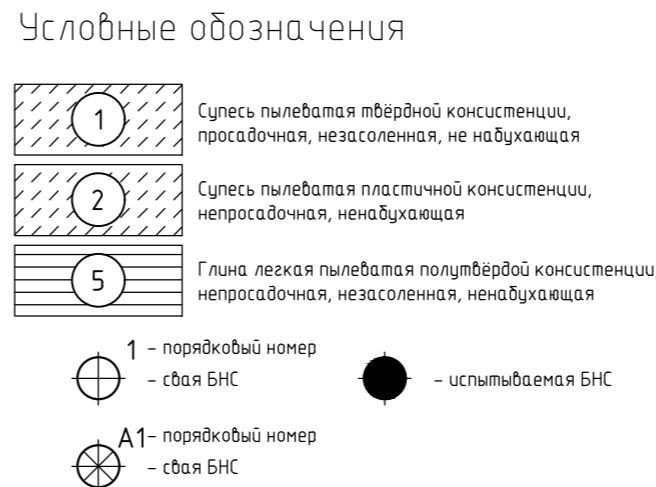 Условные обозначения
1
Супесь пылеватая твёрдной консистенции,
просадочная, незасоленная, не набухающая
2
Супесь пылеватая пластичной консистенции,
непросадочная, ненабухающая
5
Глина легкая пылеватая полутвёрдой консистенции,
непросадочная, незасоленная, ненабухающая
1 - порядковый номер
- свая БНС
- испытываемая БНС
А1 - порядковый номер
- свая БНС